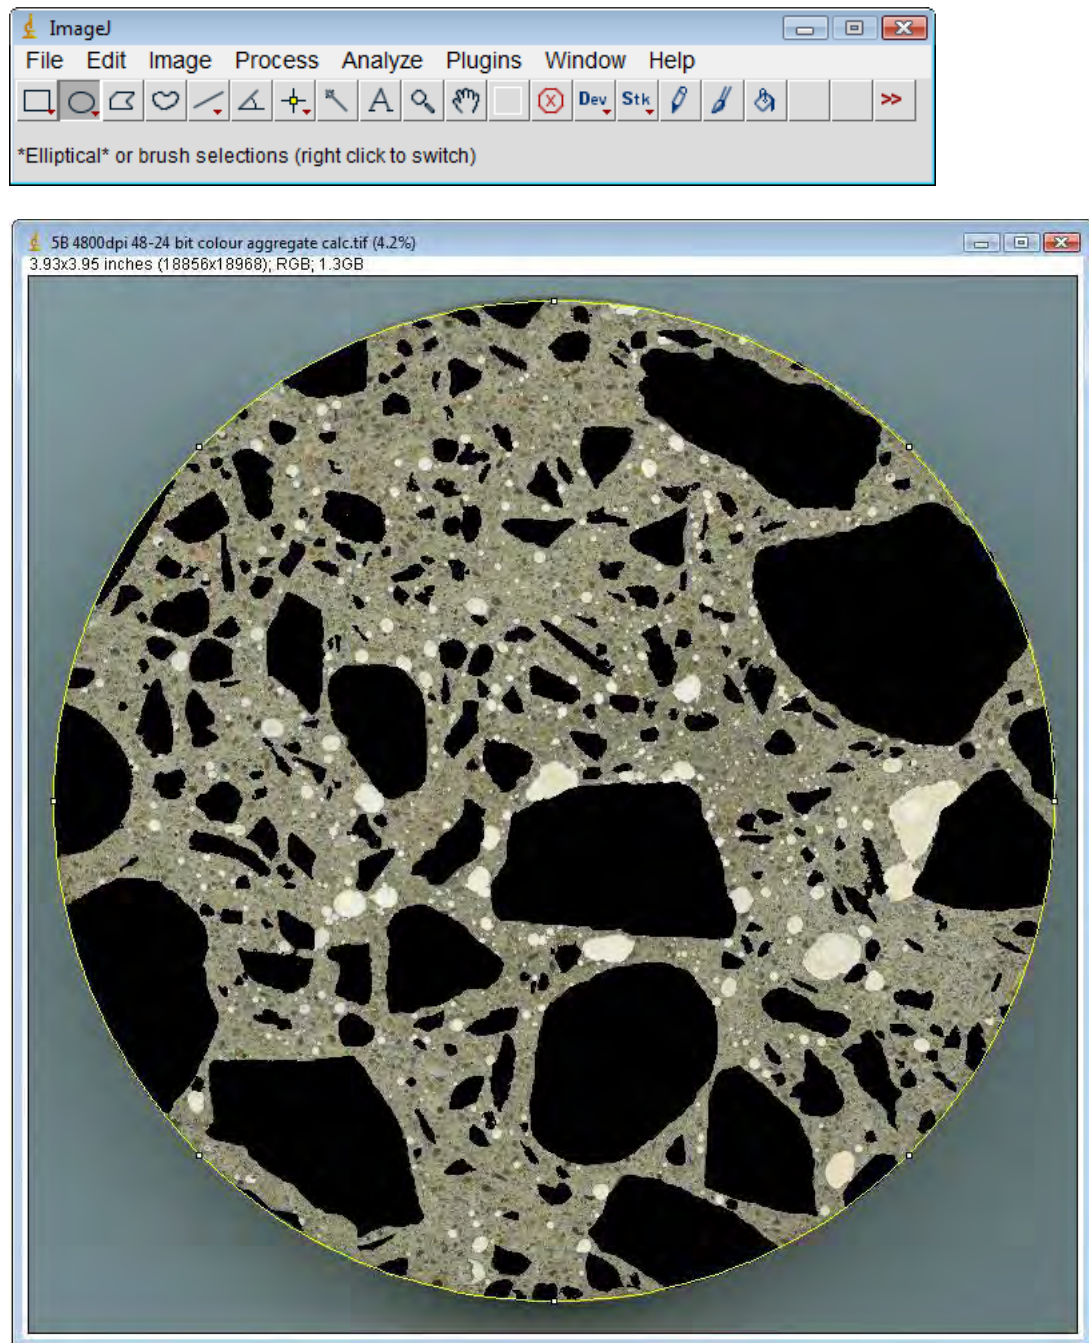 ImageJ
File Edit Image Process Analyze Plugins Window Help
A Dev Stk >>
*Elliptical* or brush selections (right click to switch)
5B 4800dpi 48-24 bit colour aggregate calc.tif (4.2%)
3.93x3.95 inches (18856x18968); RGB; 1.3GB